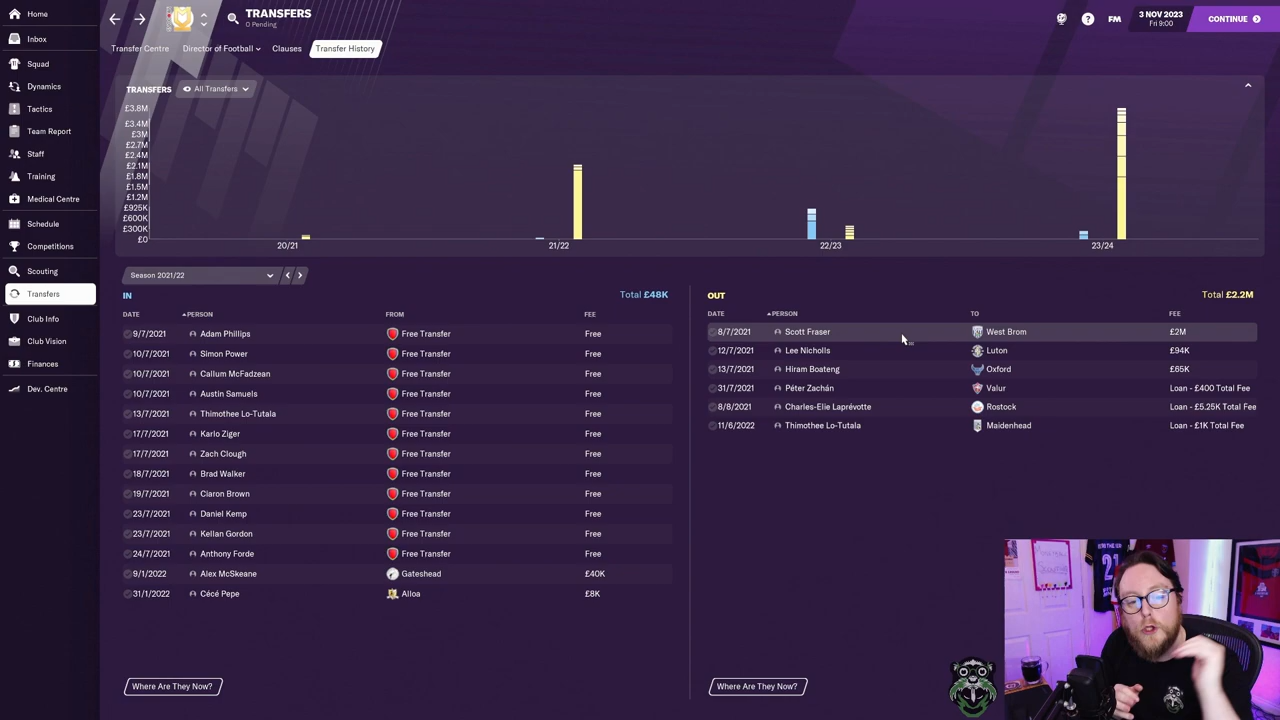 Home
Inbox
Squad
Dynamics
Tactics
Team Report
Staff
Training
Medical Centre
Schedule
Competitions
Scouting
Transfers
Club Info
Club Vision
Finances
Dev. Centre
TRANSFERS
0 Pending
FM
3 NOV 2023
Fri 9:00
CONTINUE
Transfer Centre
Director of Football
Clauses
Transfer History
TRANSFERS
All Transfers
£3.8M
£3.4M
£3M
£2.7M
£2.4M
£2.1M
£1.8M
£1.5M
£1.2M
£925K
£600K
£300K
£0
20/21
21/22
22/23
23/24
Season 2021/22
IN
Total £48K
DATE PERSON FROM FEE
9/7/2021 Adam Phillips Free Transfer Free
10/7/2021 Simon Power Free Transfer Free
10/7/2021 Callum McFadzean Free Transfer Free
10/7/2021 Austin Samuels Free Transfer Free
13/7/2021 Thimothee Lo-Tutala Free Transfer Free
17/7/2021 Karlo Ziger Free Transfer Free
17/7/2021 Zach Clough Free Transfer Free
18/7/2021 Brad Walker Free Transfer Free
19/7/2021 Ciaron Brown Free Transfer Free
23/7/2021 Daniel Kemp Free Transfer Free
23/7/2021 Kellan Gordon Free Transfer Free
24/7/2021 Anthony Forde Free Transfer Free
9/1/2022 Alex McSkeane Gateshead £40K
31/1/2022 Cécé Pepe Alloa £8K
Where Are They Now?
OUT
Total £2.2M
DATE PERSON TO FEE
8/7/2021 Scott Fraser West Brom £2M
12/7/2021 Lee Nicholls Luton £94K
13/7/2021 Hiram Boateng Oxford £65K
31/7/2021 Péter Zachán Valur Loan - £400 Total Fee
8/8/2021 Charles-Elie Laprévotte Rostock Loan - £5.25K Total Fee
11/6/2022 Thimothee Lo-Tutala Maidenhead Loan - £1K Total Fee
Where Are They Now?
21